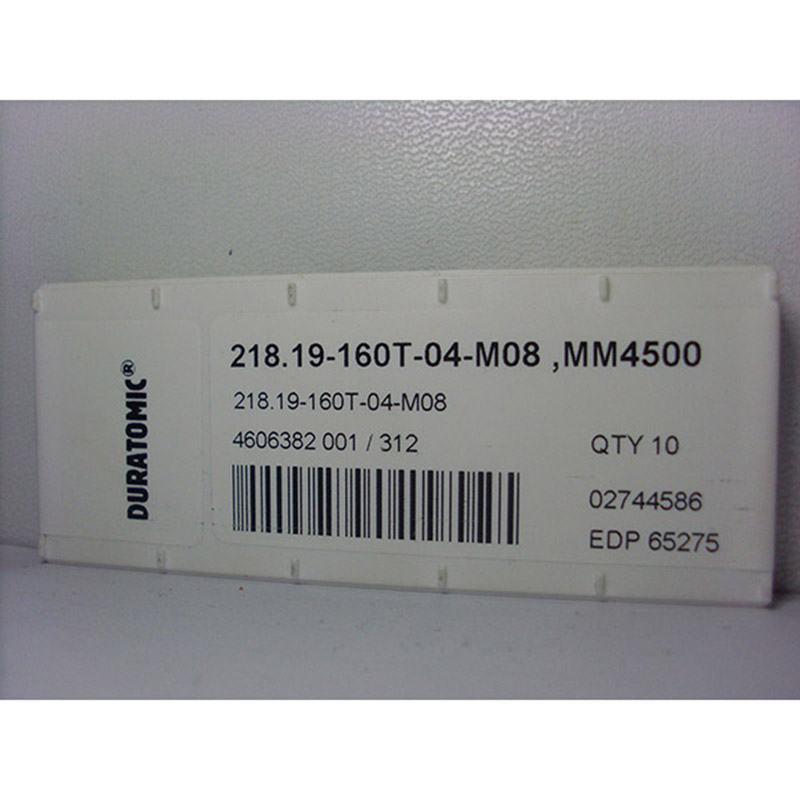 DURATOMIC®
218.19-160T-04-M08 ,MM4500
218.19-160T-04-M08
4606382 001 / 312
QTY 10
02744586
EDP 65275